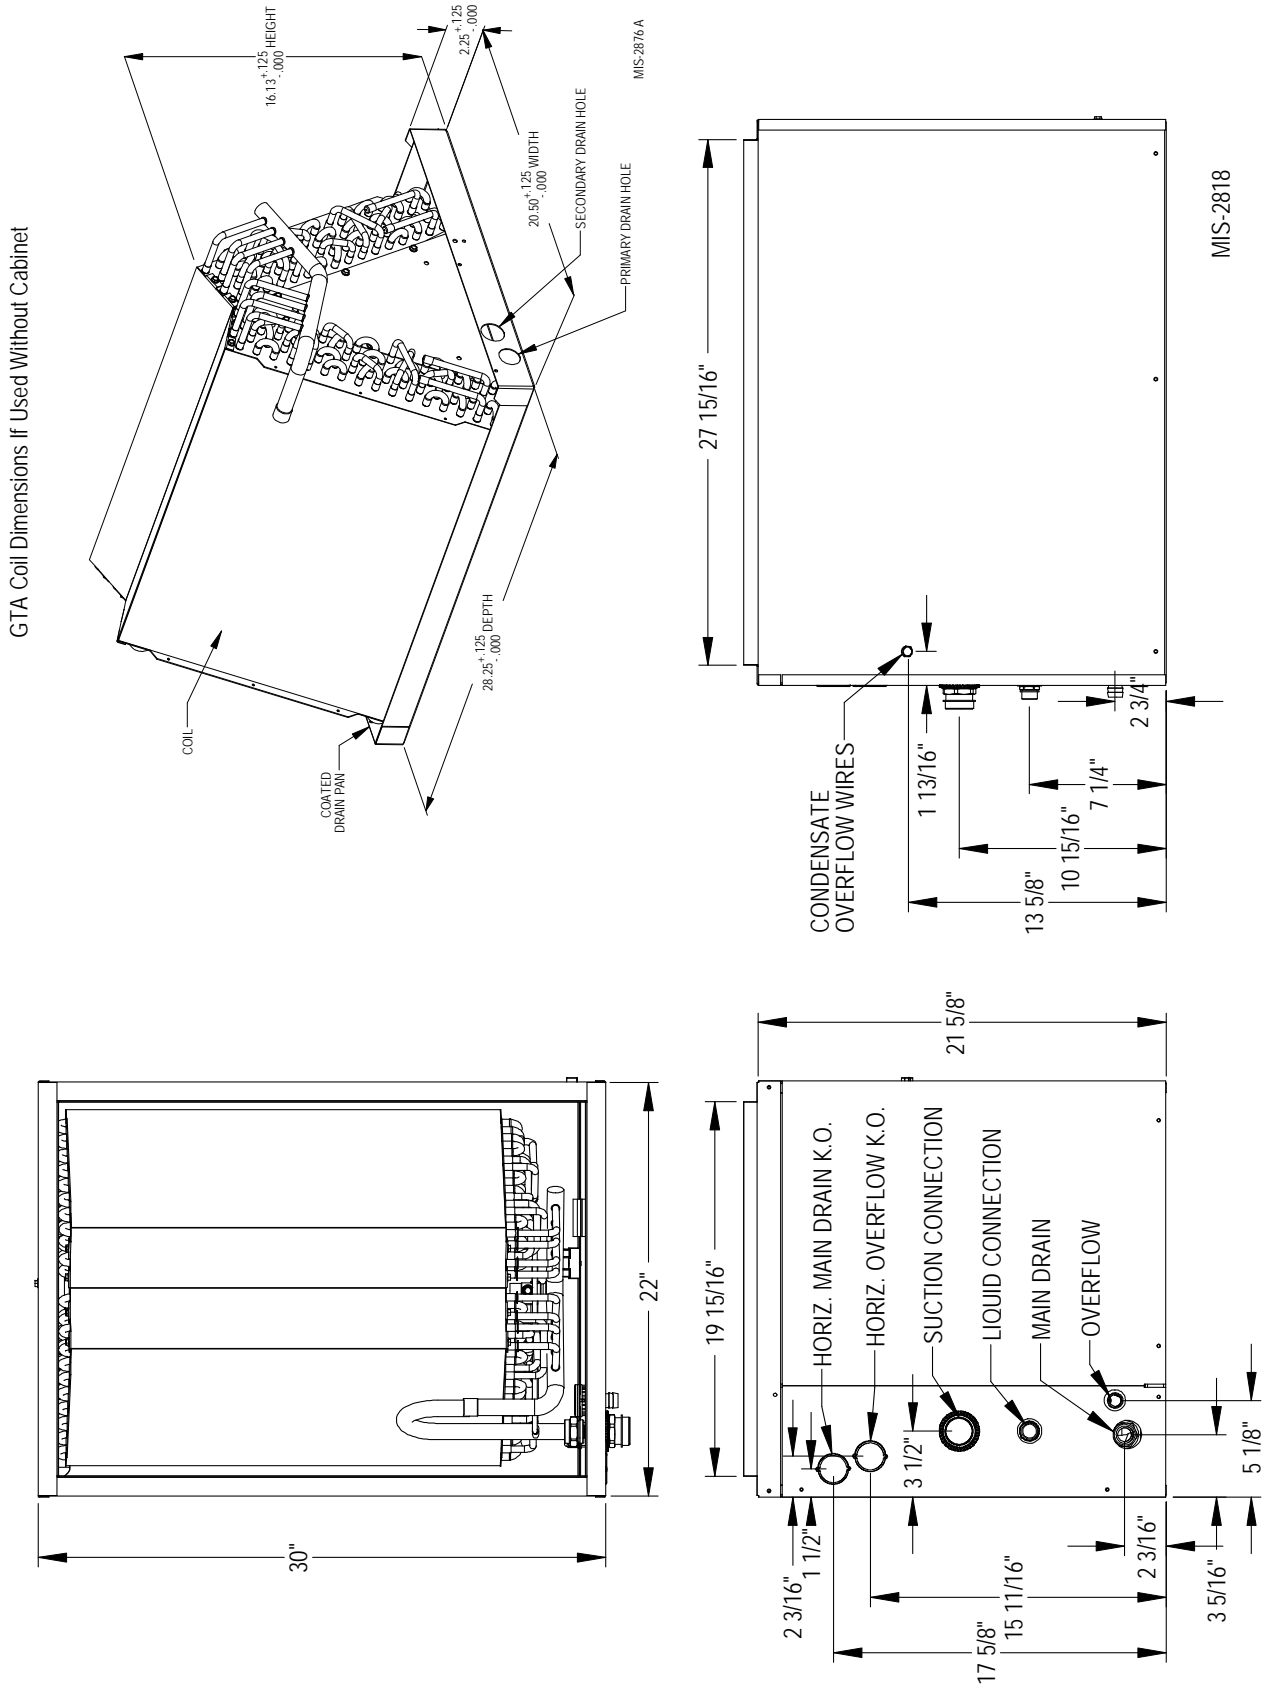 GTA Coil Dimensions If Used Without Cabinet
COIL
COATED
DRAIN PAN
16.13 +.125 -.000 HEIGHT
2.25 +.125 -.000
20.50 +.125 -.000 WIDTH
28.25 +.125 -.000 DEPTH
SECONDARY DRAIN HOLE
PRIMARY DRAIN HOLE
MIS-2876 A
30"
22"
27 15/16"
CONDENSATE
OVERFLOW WIRES
1 13/16"
13 5/8"
10 15/16"
7 1/4"
2 3/4"
MIS-2818
19 15/16"
21 5/8"
HORIZ. MAIN DRAIN K.O.
HORIZ. OVERFLOW K.O.
SUCTION CONNECTION
LIQUID CONNECTION
MAIN DRAIN
OVERFLOW
2 3/16"
1 1/2"
3 1/2"
17 5/8"
15 11/16"
2 3/16"
3 5/16"
5 1/8"